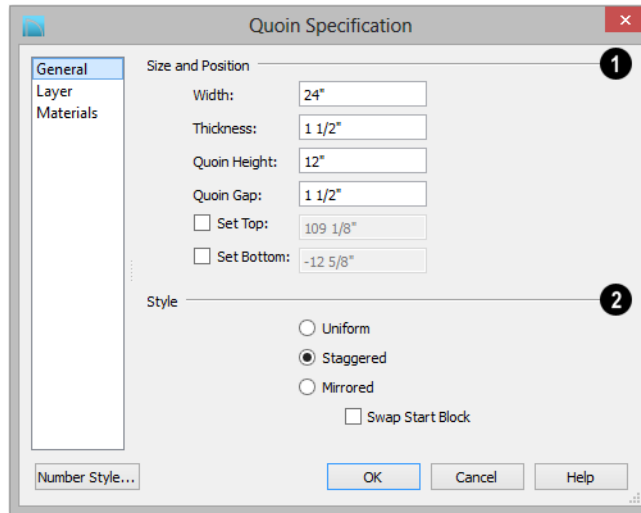 Quoin Specification
General
Layer
Materials
Size and Position
1
Width: 24"
Thickness: 1 1/2"
Quoin Height: 12"
Quoin Gap: 1 1/2"
Set Top: 109 1/8"
Set Bottom: -12 5/8"
Style
2
Uniform
Staggered
Mirrored
Swap Start Block
Number Style... OK Cancel Help